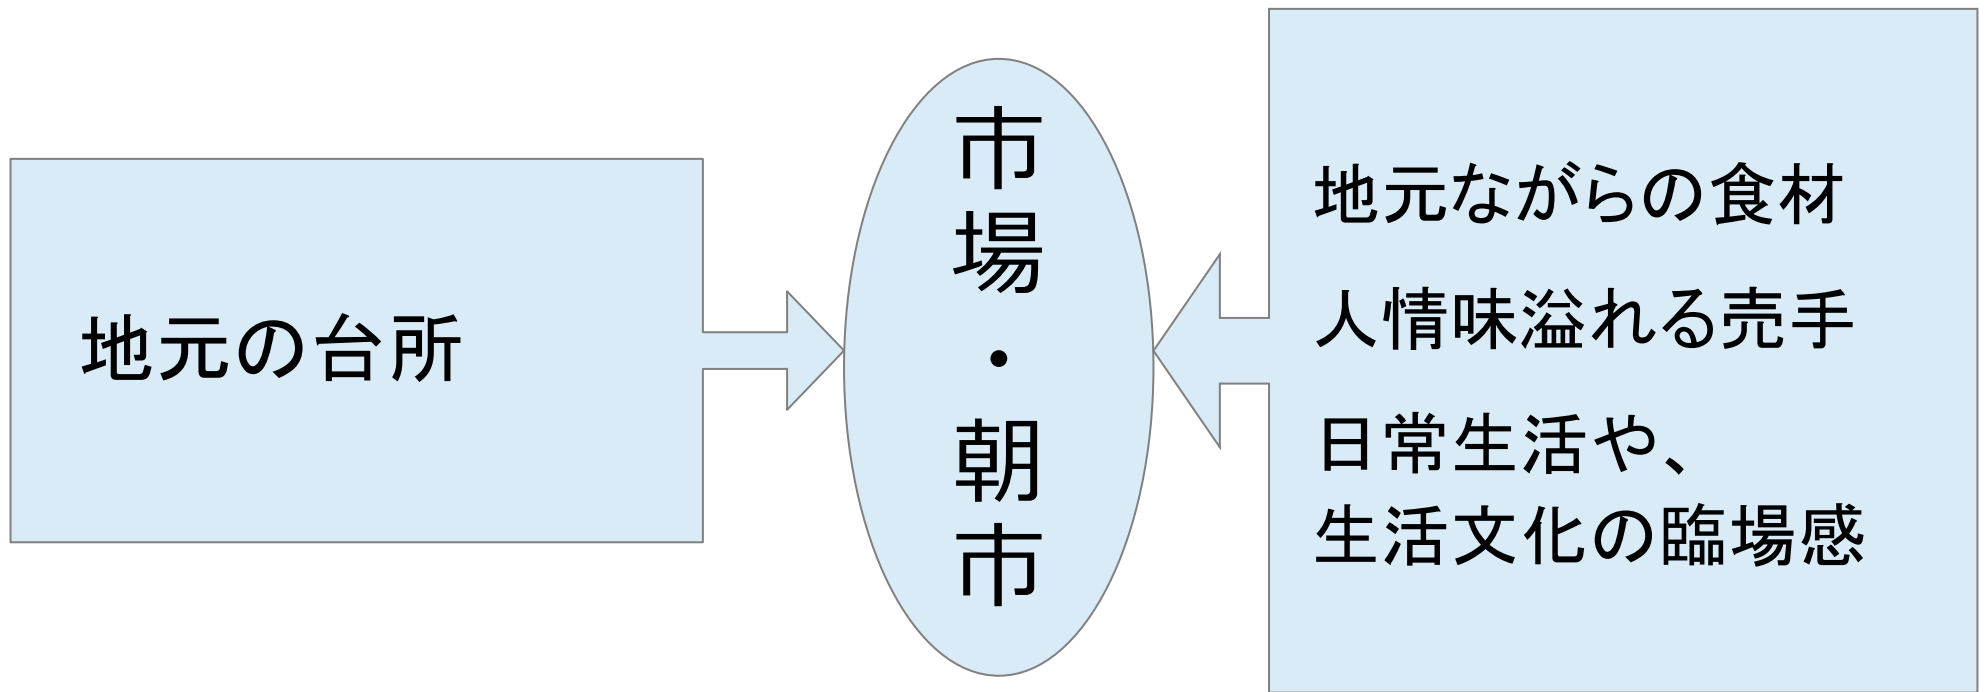 地元の台所
市場・朝市
地元ながらの食材
人情味溢れる売手
日常生活や、
生活文化の臨場感